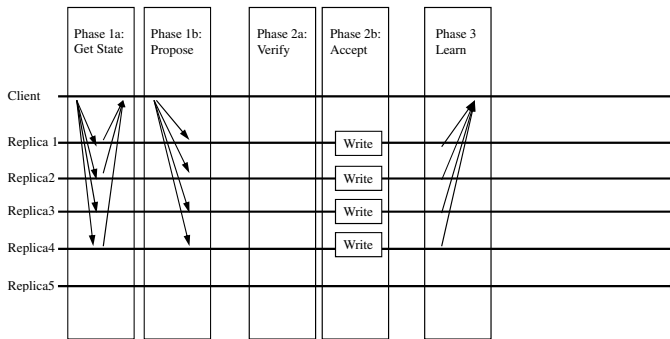 Phase 1a:
Get State
Phase 1b:
Propose
Phase 2a:
Verify
Phase 2b:
Accept
Phase 3
Learn
Client
Replica 1
Write
Replica2
Write
Replica3
Write
Replica4
Write
Replica5